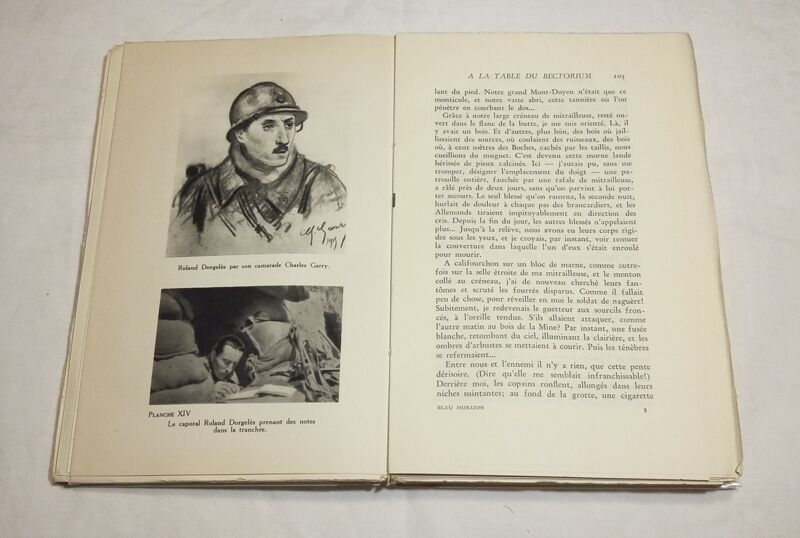 Roland Dorgelès par son camarade Charles Garry.
PLANCHE XIV
Le caporal Roland Dorgelès prenant des notes
dans la tranchée.
A LA TABLE DU BECTORIUM 105
lant du pied. Notre grand Mont-Doyen n'était que ce
monticule, et notre vaste abri, cette tannière où l'on
pénètre en courbant le dos...
Grâce à notre large créneau de mitrailleuse, resté ou-
vert dans le flanc de la butte, je me suis orienté. Là, il
y avait un bois. Et d'autres, plus loin, des bois où jail-
lissaient des sources, où coulaient des ruisseaux, des bois
où, à cent mètres des Boches, cachés par les taillis, nous
cueillions du muguet. C'est devenu cette morne lande
hérissée de pieux calcinés. Ici — j'aurais pu, sans me
tromper, désigner l'emplacement du doigt — une pa-
trouille entière, fauchée par une rafale de mitrailleuse,
a râlé près de deux jours, sans qu'on parvînt à lui por-
ter secours. Le seul blessé qu'on ramena, la seconde nuit,
hurlait de douleur à chaque pas des brancardiers, et les
Allemands tiraient impitoyablement en direction des
cris. Depuis la fin du jour, les autres blessés n'appelaient
plus... Jusqu'à la relève, nous avons eu leurs corps rigi-
des sous les yeux, et je croyais, par instant, voir remuer
la couverture dans laquelle l'un d'eux s'était enroulé
pour mourir.
A califourchon sur un bloc de marne, comme autre-
fois sur la selle étroite de ma mitrailleuse, et le menton
collé au créneau, j'ai de nouveau cherché leurs fan-
tômes et scruté les fourrés disparus. Comme il fallait
peu de chose, pour réveiller en moi le soldat de naguère!
Subitement, je redevenais le guetteur aux sourcils fron-
cés, à l'oreille tendue. S'ils allaient attaquer, comme
l'autre matin au bois de la Mine? Par instant, une fusée
blanche, retombant du ciel, illuminant la clairière, et les
ombres d'arbustes se mettaient à courir. Puis les ténèbres
se refermaient...
Entre nous et l'ennemi il n'y a rien, que cette pente
dérisoire. (Dire qu'elle me semblait infranchissable!)
Derrière moi, les copains ronflent, allongés dans leurs
niches suintantes; au fond de la grotte, une cigarette
BLEU HORIZON 8